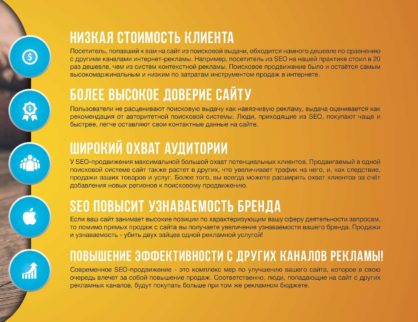 НИЗКАЯ СТОИМОСТЬ КЛИЕНТА
Посетитель, попавший к вам на сайт из поисковой выдачи, обходится намного дешевле по сравнению
с другими каналами интернет-рекламы. Например, посетитель из SEO на нашей практике стоил в 20
раз дешевле, чем из систем контекстной рекламы. Поисковое продвижение было и остаётся самым
высокомаржинальным и низким по затратам инструментом продаж в интернете.
БОЛЕЕ ВЫСОКОЕ ДОВЕРИЕ САЙТУ
Пользователи не расценивают поисковую выдачу как навязчивую рекламу, выдача оценивается как
рекомендация от авторитетной поисковой системы. Люди, приходящие из SEO, покупают чаще и
быстрее, легче оставляют свои контактные данные на сайте.
ШИРОКИЙ ОХВАТ АУДИТОРИИ
У SEO-продвижения максимальной большой охват потенциальных клиентов. Продвигаемый в одной
поисковой системе сайт также растет в других, что увеличивает трафик на него, и, как следствие,
продажи ваших товаров и услуг. Более того, вы всегда можете расширить охват клиентов за счёт
добавления новых регионов к поисковому продвижению.
SEO ПОВЫСИТ УЗНАВАЕМОСТЬ БРЕНДА
Если ваш сайт занимает высокие позиции по характеризующим вашу сферу деятельности запросам,
то помимо прямых продаж с сайта вы получаете увеличения узнаваемости вашего бренда. Продажи
и узнаваемость - убить двух зайцев одной рекламной услугой!
ПОВЫШЕНИЕ ЭФФЕКТИВНОСТИ С ДРУГИХ КАНАЛОВ РЕКЛАМЫ!
Современное SEO-продвижение - это комплекс мер по улучшению вашего сайта, которое в свою
очередь влечет за собой повышение продаж. Соответственно, люди, попадающие на сайт с других
рекламных каналов, будут покупать больше при том же рекламном бюджете.